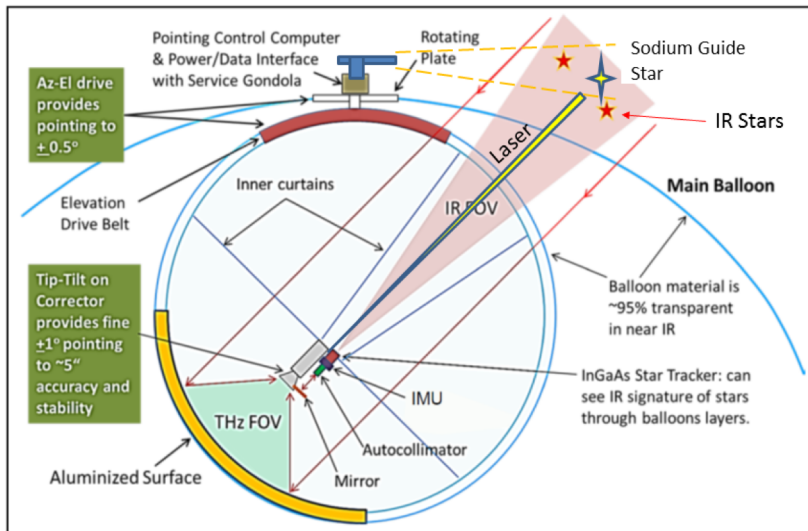 Pointing Control Computer
& Power/Data Interface
with Service Gondola
Rotating
Plate
Sodium Guide
Star
Az-El drive
provides
pointing to
±0.5°
IR Stars
Laser
Elevation
Drive Belt
Inner curtains
IR FOV
Main Balloon
Balloon material is
~95% transparent
in near IR
Tip-Tilt on
Corrector
provides fine
±1° pointing
to ~5“
accuracy and
stability
InGaAs Star Tracker: can
see IR signature of stars
through balloons layers.
IMU
THz FOV
Autocollimator
Mirror
Aluminized Surface